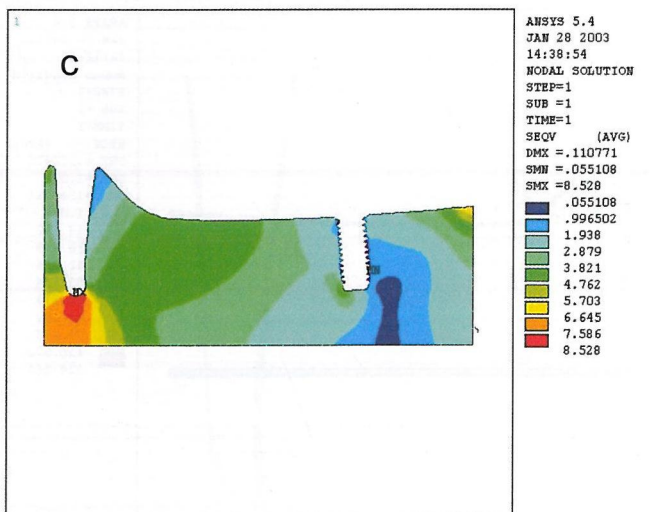 1
C
ANSYS 5.4
JAN 28 2003
14:38:54
NODAL SOLUTION
STEP=1
SUB =1
TIME=1
SEQV (AVG)
DMX =.110771
SMN =.055108
SMX =8.528
.055108
.996502
1.938
2.879
3.821
4.762
5.703
6.645
7.586
8.528